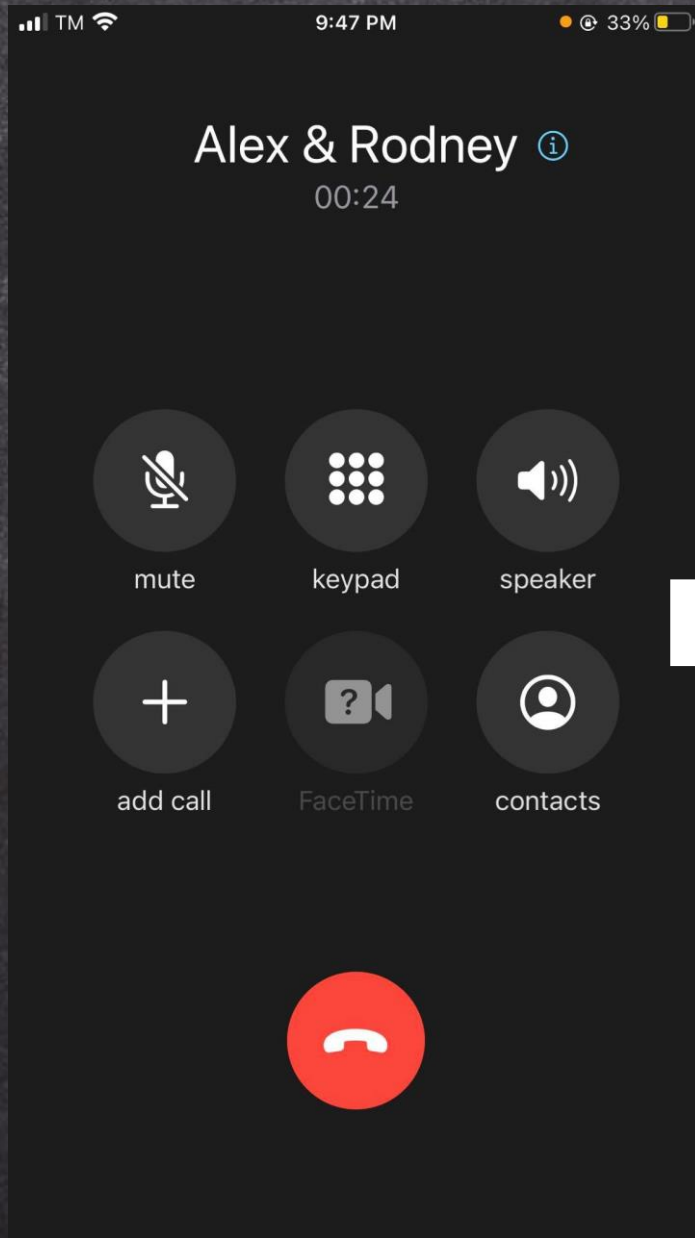 TM 9:47 PM 33%
Alex & Rodney
00:24
mute keypad speaker
add call FaceTime contacts